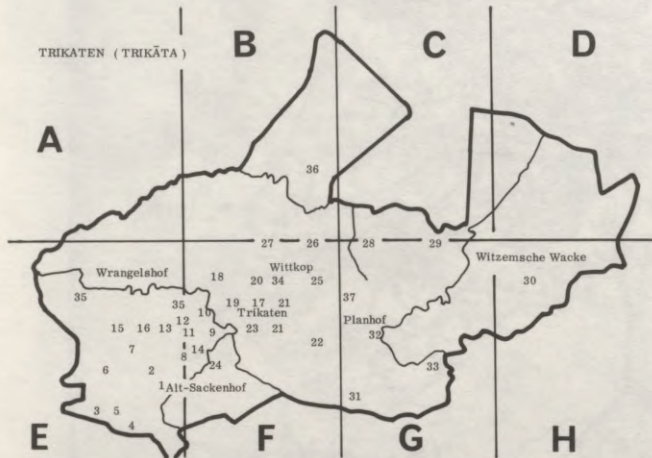 B C D
TRIKATEN (TRIKĀTA)
A
36
27 26 28 29
Wrangelshof Wittkop Witzemsche Wacke
18 20 34 25 30
35 35 19 17 21 37
10 Trikaten Planhof
15 16 13 12 11 9 23 21 22 32
7 8 14
6 2 24 33
1 Alt-Sackenhof
3 5 31
4
E F G H